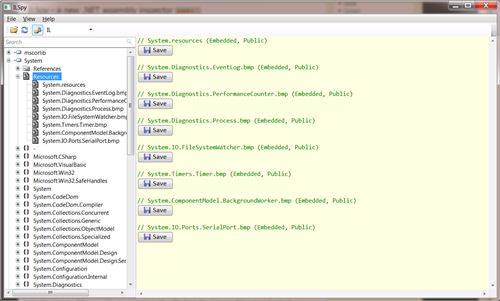 ILSpy
File View Help
IL
Search
mscorlib
System
References
Resources
System.resources
System.Diagnostics.EventLog.bmp
System.Diagnostics.PerformanceCo
System.Diagnostics.Process.bmp
System.IO.FileSystemWatcher.bmp
System.Timers.Timer.bmp
System.ComponentModel.Backgro
System.IO.Ports.SerialPort.bmp
-
Microsoft.CSharp
Microsoft.VisualBasic
Microsoft.Win32
Microsoft.Win32.SafeHandles
System
System.CodeDom
System.CodeDom.Compiler
System.Collections.Concurrent
System.Collections.Generic
System.Collections.ObjectModel
System.Collections.Specialized
System.ComponentModel
System.ComponentModel.Design
System.ComponentModel.Design.Ser
System.Configuration
System.Configuration.Internal
System.Diagnostics
// System.resources (Embedded, Public)
Save
// System.Diagnostics.EventLog.bmp (Embedded, Public)
Save
// System.Diagnostics.PerformanceCounter.bmp (Embedded, Public)
Save
// System.Diagnostics.Process.bmp (Embedded, Public)
Save
// System.IO.FileSystemWatcher.bmp (Embedded, Public)
Save
// System.Timers.Timer.bmp (Embedded, Public)
Save
// System.ComponentModel.BackgroundWorker.bmp (Embedded, Public)
Save
// System.IO.Ports.SerialPort.bmp (Embedded, Public)
Save